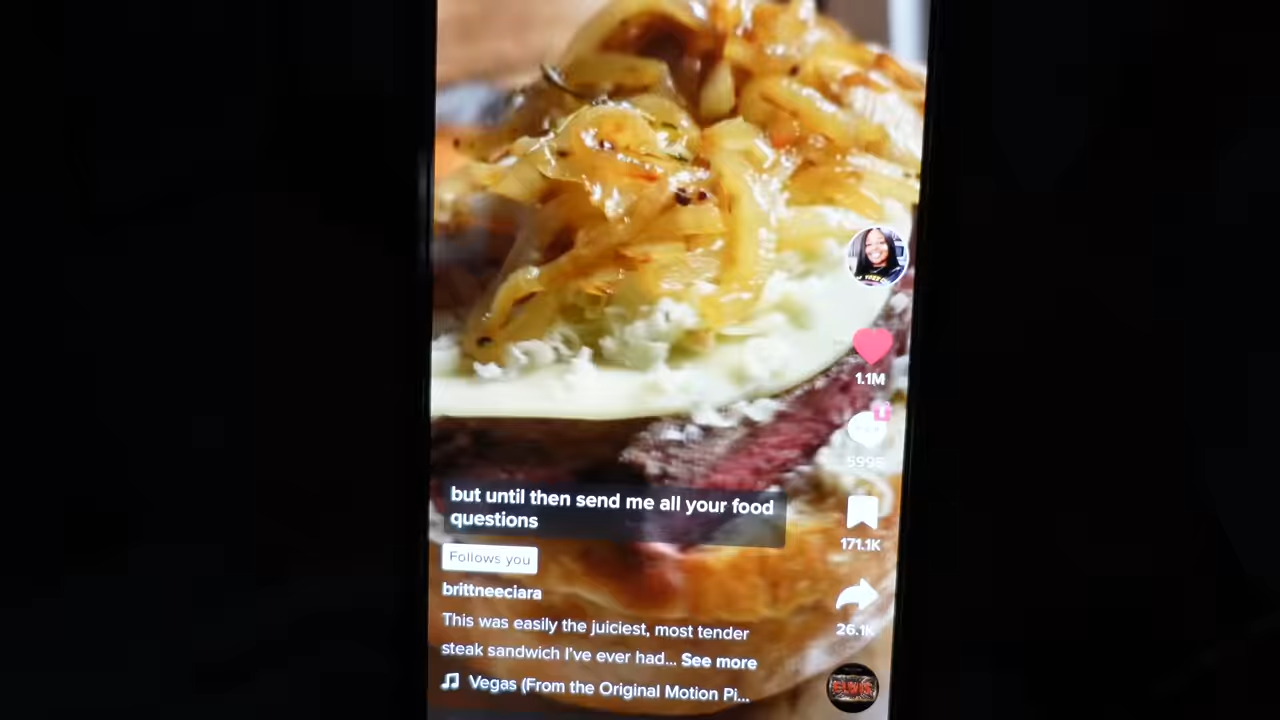 1.1M
171.1K
26.1K
but until then send me all your food
questions
Follows you
brittneeciara
This was easily the juiciest, most tender
steak sandwich I've ever had... See more
Vegas (From the Original Motion Pi...
ELVIS